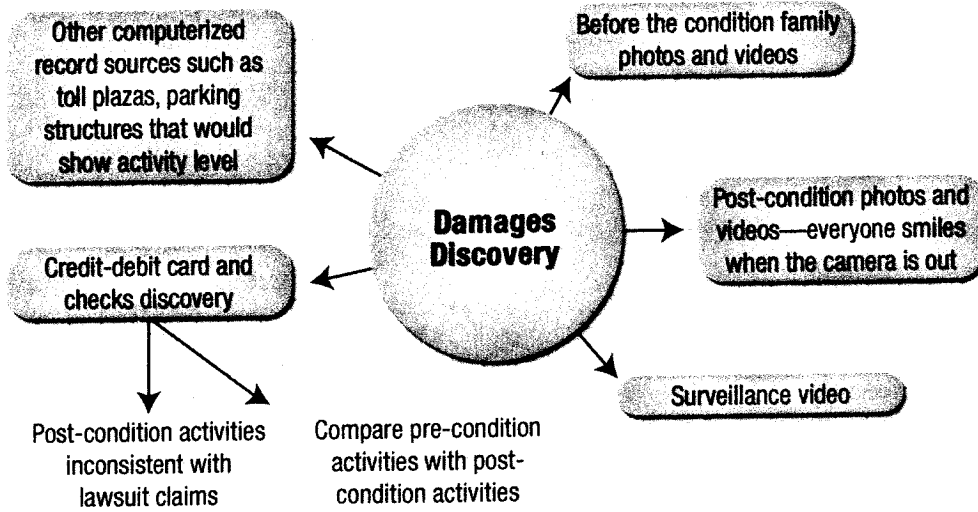 Other computerized
record sources such as
toll plazas, parking
structures that would
show activity level
Before the condition family
photos and videos
Damages
Discovery
Post-condition photos and
videos—everyone smiles
when the camera is out
Credit-debit card and
checks discovery
Surveillance video
Post-condition activities
inconsistent with
lawsuit claims
Compare pre-condition
activities with post-
condition activities